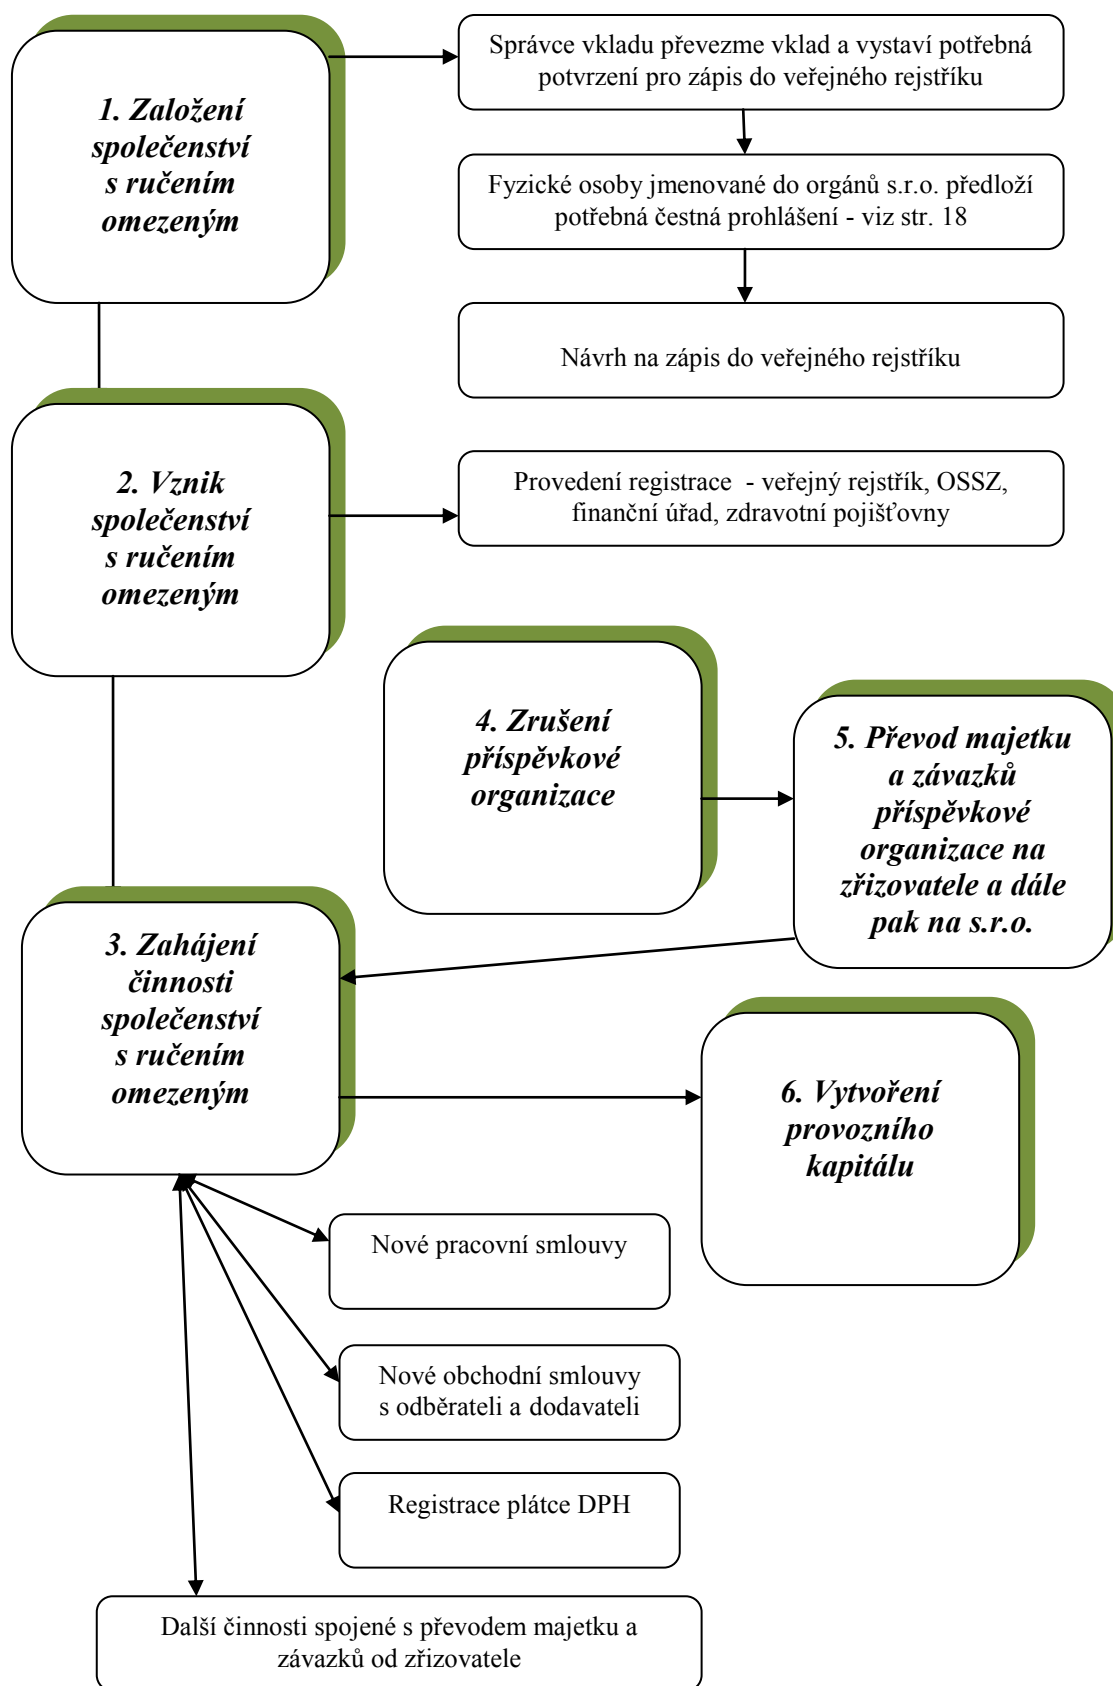 1. Založení
společenství
s ručením
omezeným
Správce vkladu převezme vklad a vystaví potřebná
potvrzení pro zápis do veřejného rejstříku
Fyzické osoby jmenované do orgánů s.r.o. předloží
potřebná čestná prohlášení - viz str. 18
Návrh na zápis do veřejného rejstříku
2. Vznik
společenství
s ručením
omezeným
Provedení registrace  - veřejný rejstřík, OSSZ,
finanční úřad, zdravotní pojišťovny
4. Zrušení
příspěvkové
organizace
5. Převod majetku
a závazků
příspěvkové
organizace na
zřizovatele a dále
pak na s.r.o.
3. Zahájení
činnosti
společenství
s ručením
omezeným
6. Vytvoření
provozního
kapitálu
Nové pracovní smlouvy
Nové obchodní smlouvy
s odběrateli a dodavateli
Registrace plátce DPH
Další činnosti spojené s převodem majetku a
závazků od zřizovatele